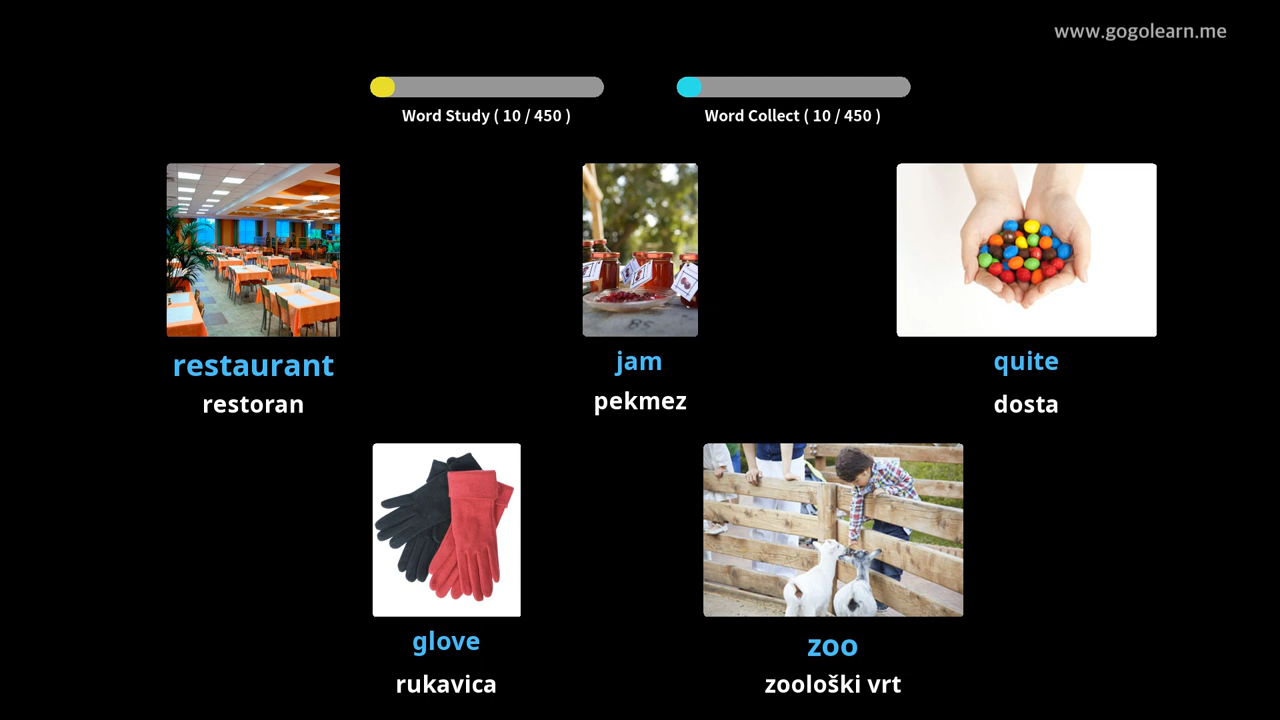 www.gogolearn.me
Word Study ( 10 / 450 )
Word Collect ( 10 / 450 )
restaurant
restoran
jam
pekmez
quite
dosta
glove
rukavica
zoo
zoološki vrt